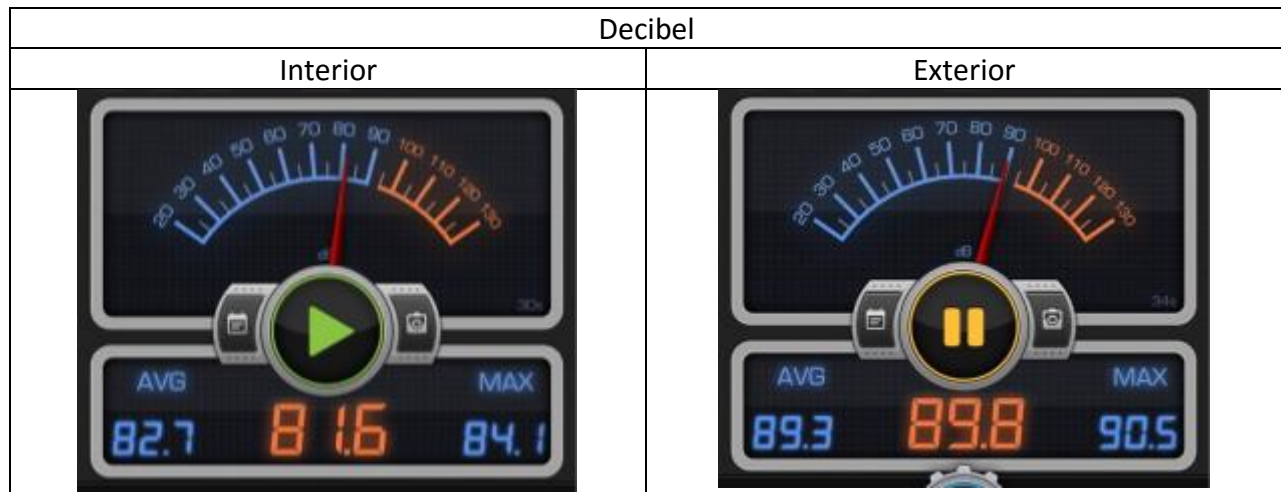 Decibel
Interior
Exterior
20 30 40 50 60 70 80 90 100 110 120 130
dB
30s
AVG
MAX
82.7
81.6
84.1
20 30 40 50 60 70 80 90 100 110 120 130
dB
34s
AVG
MAX
89.3
89.8
90.5